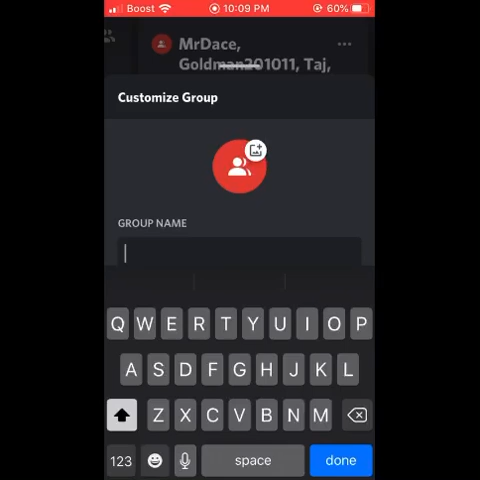 Boost 10:09 PM 60%
MrDace,
Goldman201011, Taj,
Customize Group
GROUP NAME
Q W E R T Y U I O P
A S D F G H J K L
Z X C V B N M
123 space done